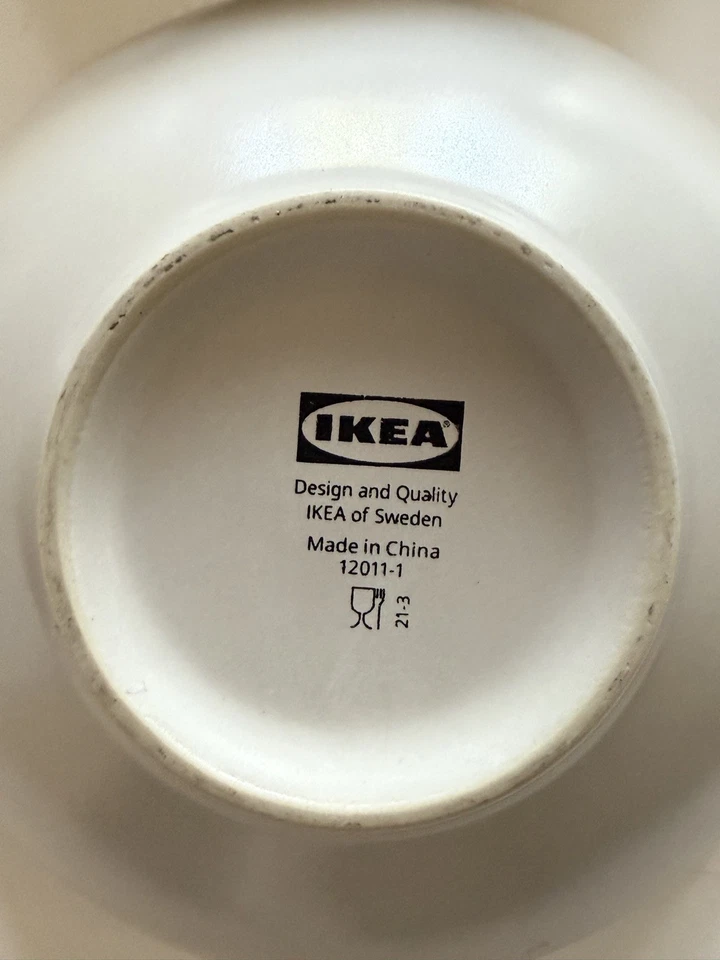 IKEA®
Design and Quality
IKEA of Sweden
Made in China
12011-1
21-3